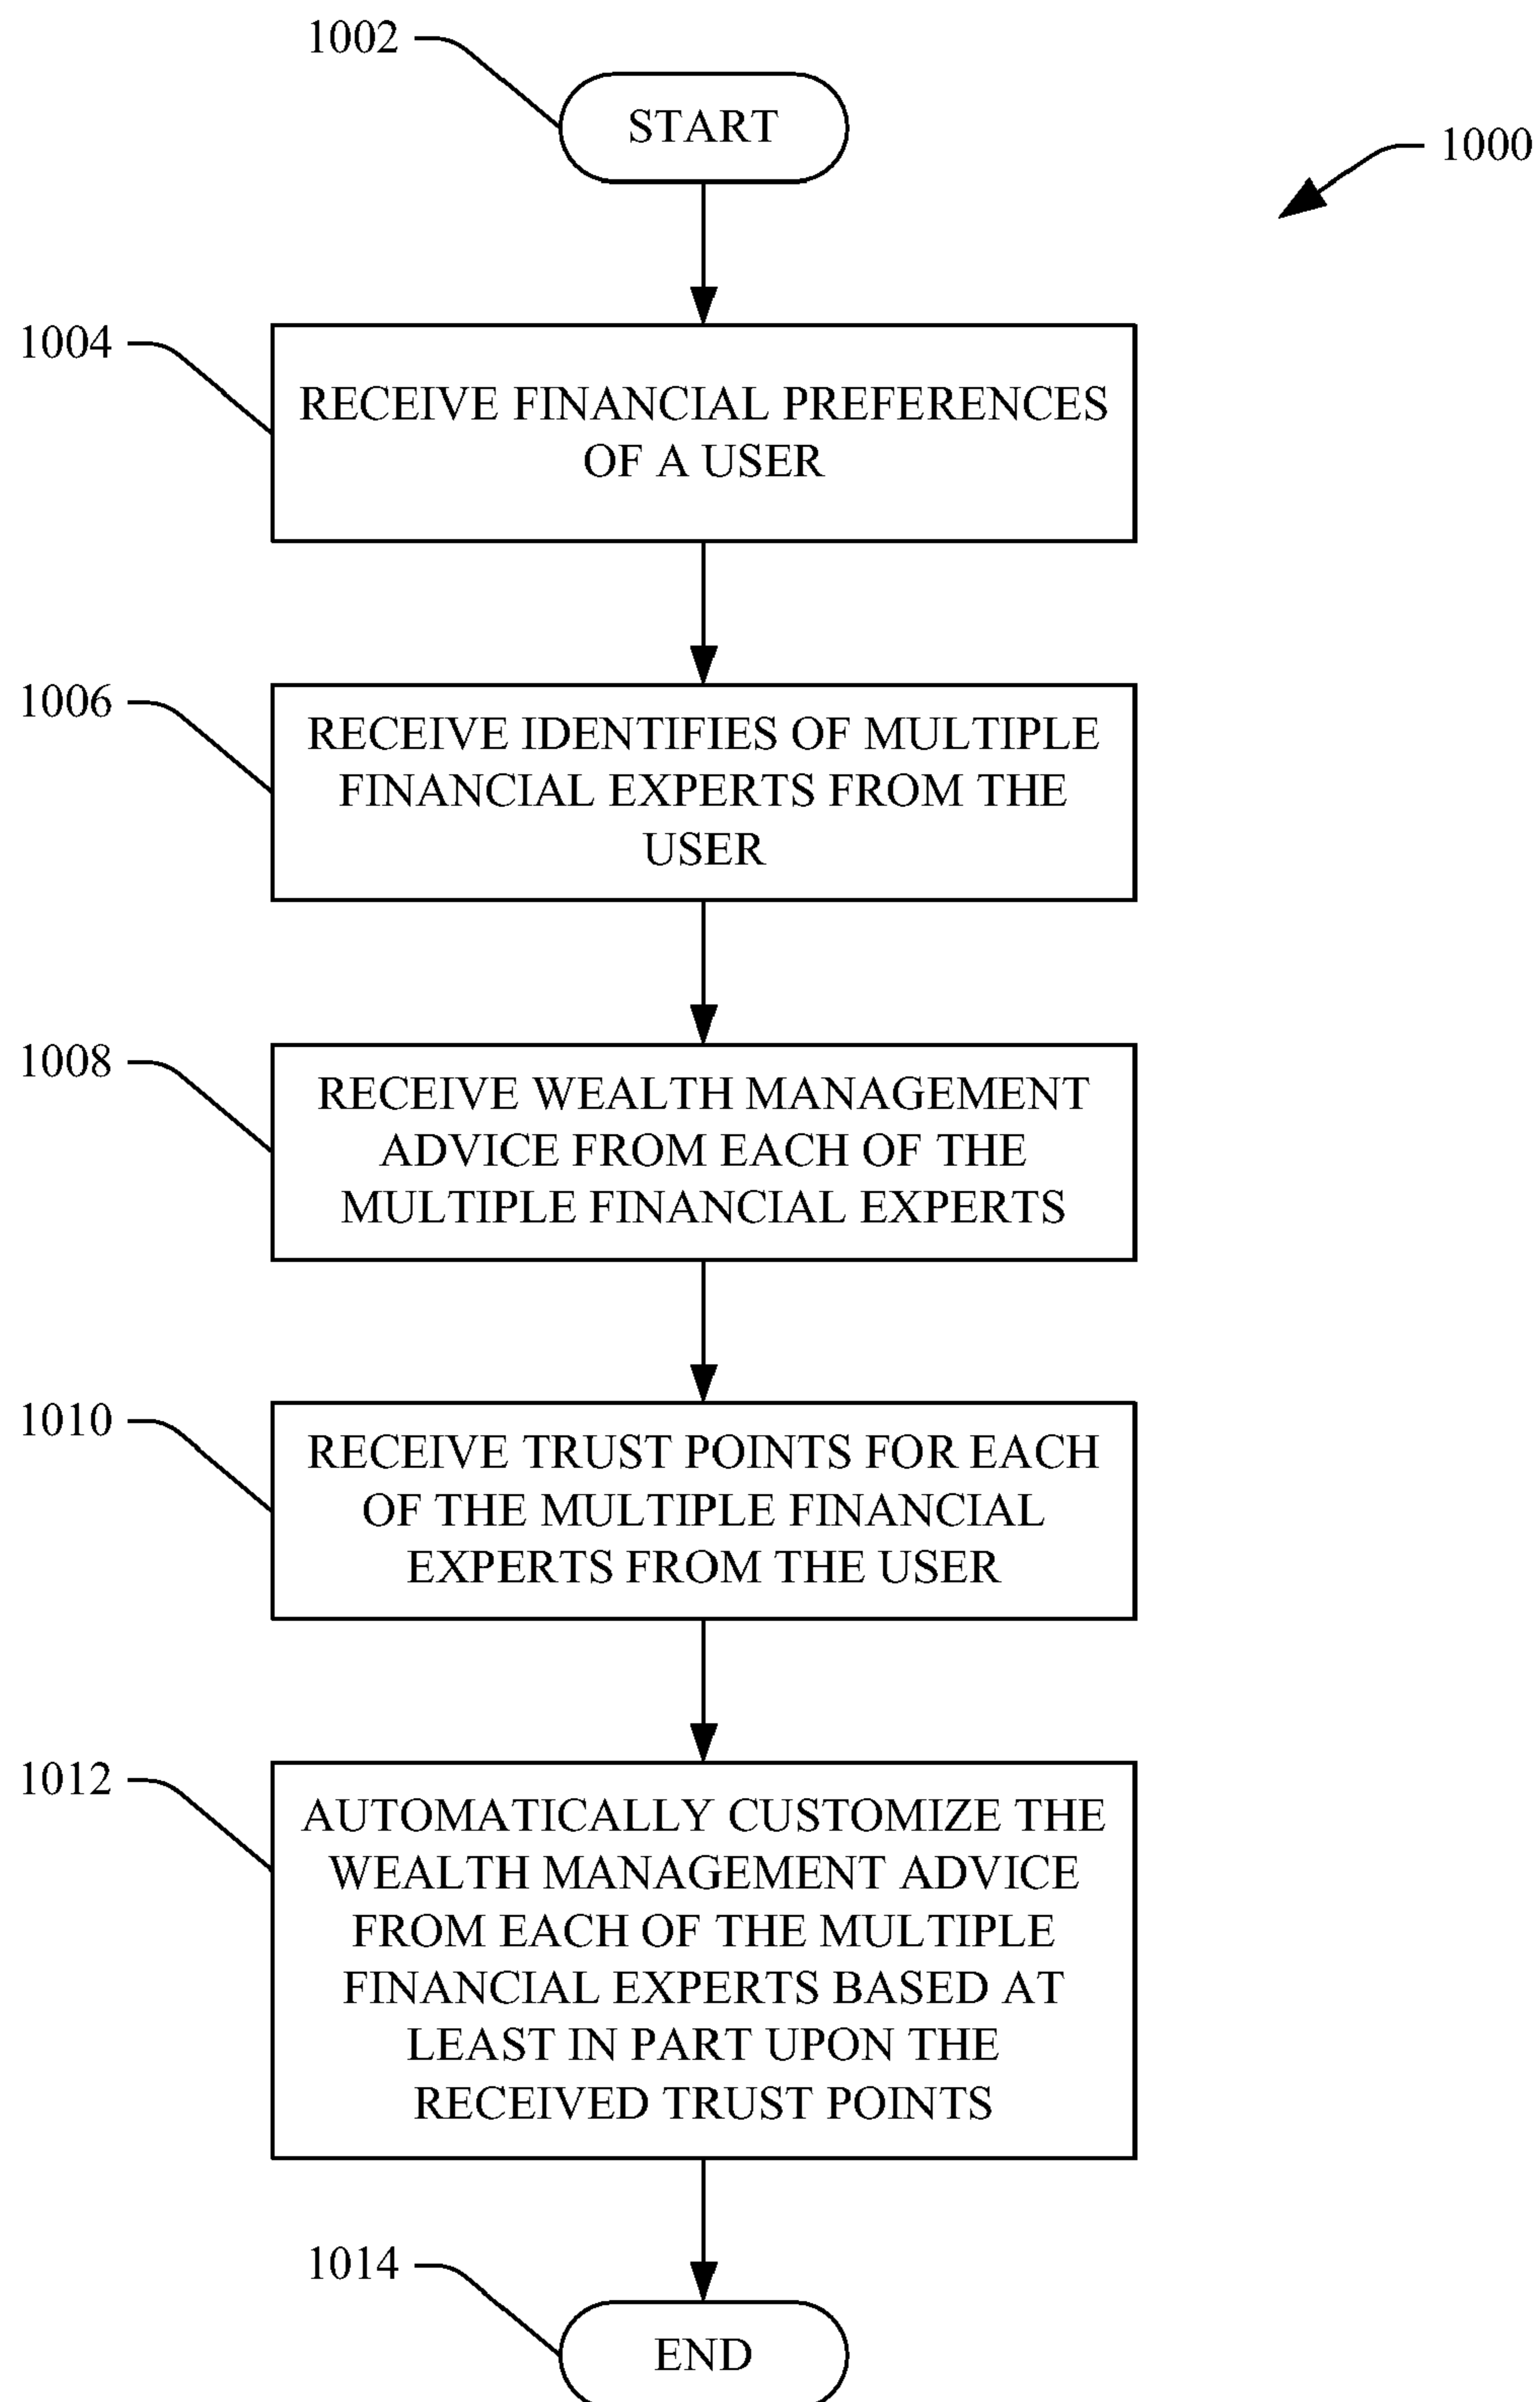 1002
START
1000
1004
RECEIVE FINANCIAL PREFERENCES
OF A USER
1006
RECEIVE IDENTIFIES OF MULTIPLE
FINANCIAL EXPERTS FROM THE
USER
1008
RECEIVE WEALTH MANAGEMENT
ADVICE FROM EACH OF THE
MULTIPLE FINANCIAL EXPERTS
1010
RECEIVE TRUST POINTS FOR EACH
OF THE MULTIPLE FINANCIAL
EXPERTS FROM THE USER
1012
AUTOMATICALLY CUSTOMIZE THE
WEALTH MANAGEMENT ADVICE
FROM EACH OF THE MULTIPLE
FINANCIAL EXPERTS BASED AT
LEAST IN PART UPON THE
RECEIVED TRUST POINTS
1014
END